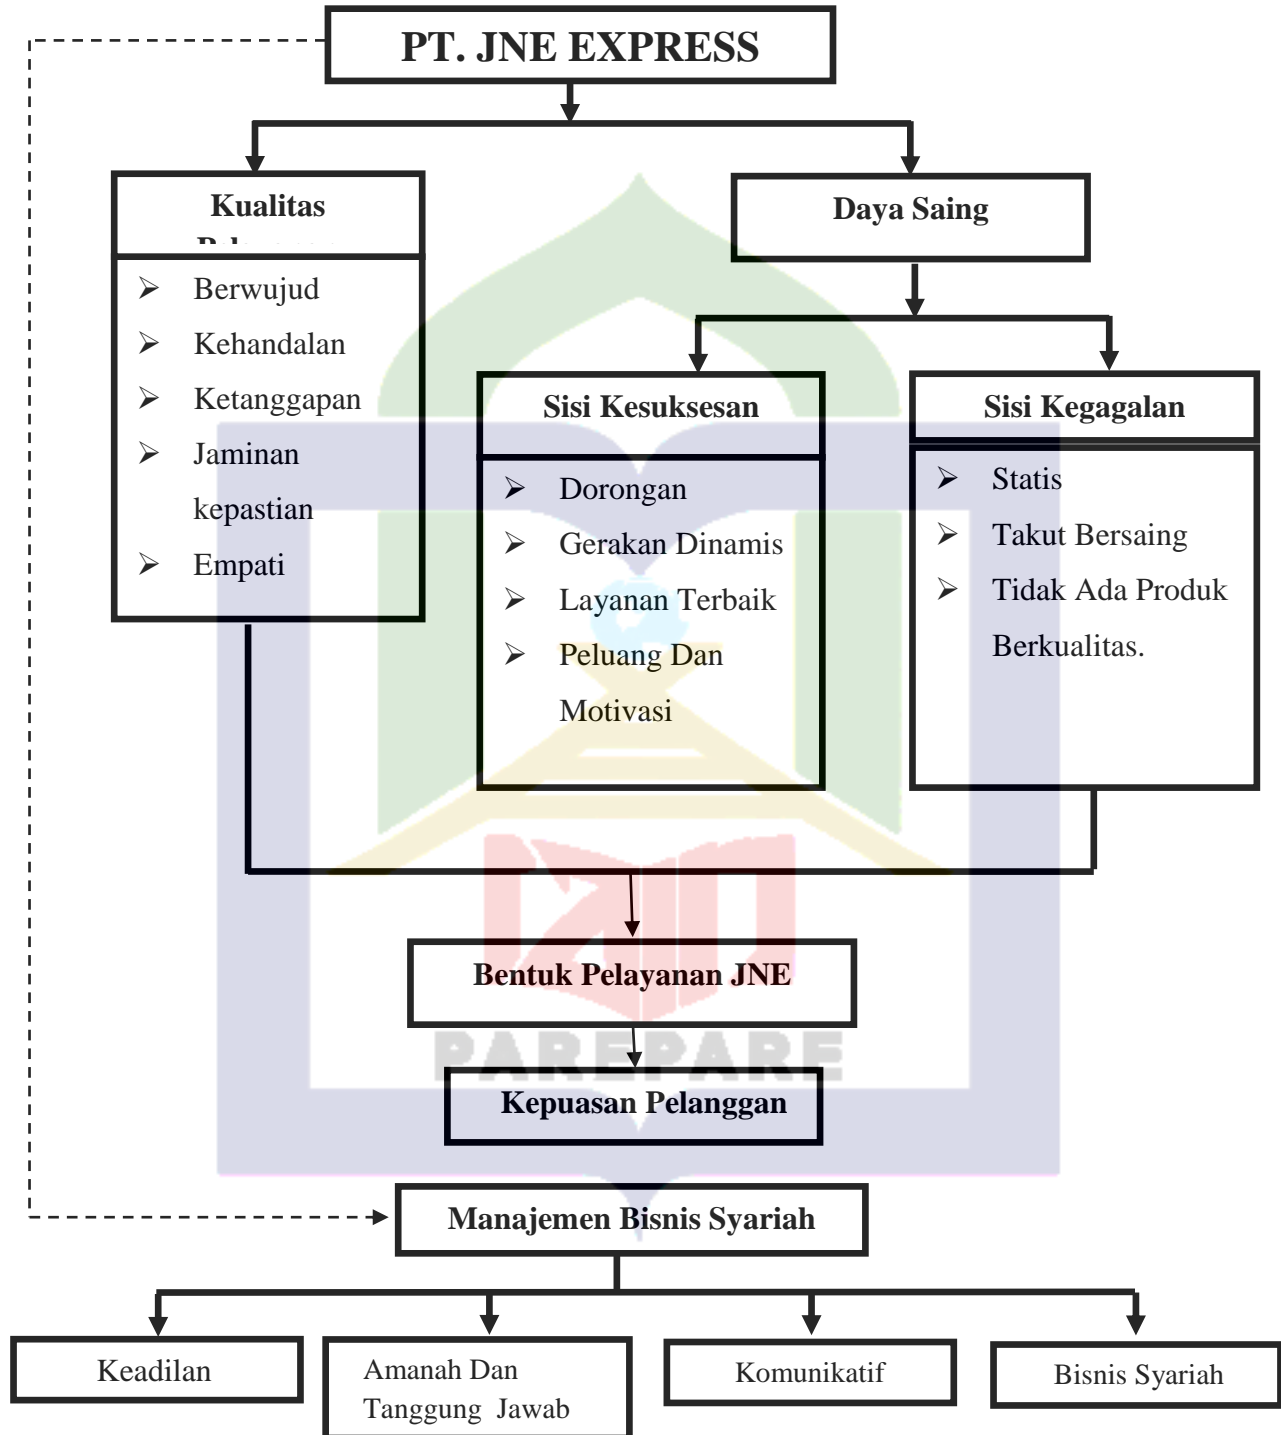 PT. JNE EXPRESS
Kualitas
Daya Saing
➢ Berwujud
➢ Kehandalan
➢ Ketanggapan
➢ Jaminan
kepastian
➢ Empati
Sisi Kesuksesan
➢ Dorongan
➢ Gerakan Dinamis
➢ Layanan Terbaik
➢ Peluang Dan
Motivasi
Sisi Kegagalan
➢ Statis
➢ Takut Bersaing
➢ Tidak Ada Produk
Berkualitas.
Bentuk Pelayanan JNE
PAREPARE
Kepuasan Pelanggan
Manajemen Bisnis Syariah
Keadilan
Amanah Dan
Tanggung Jawab
Komunikatif
Bisnis Syariah